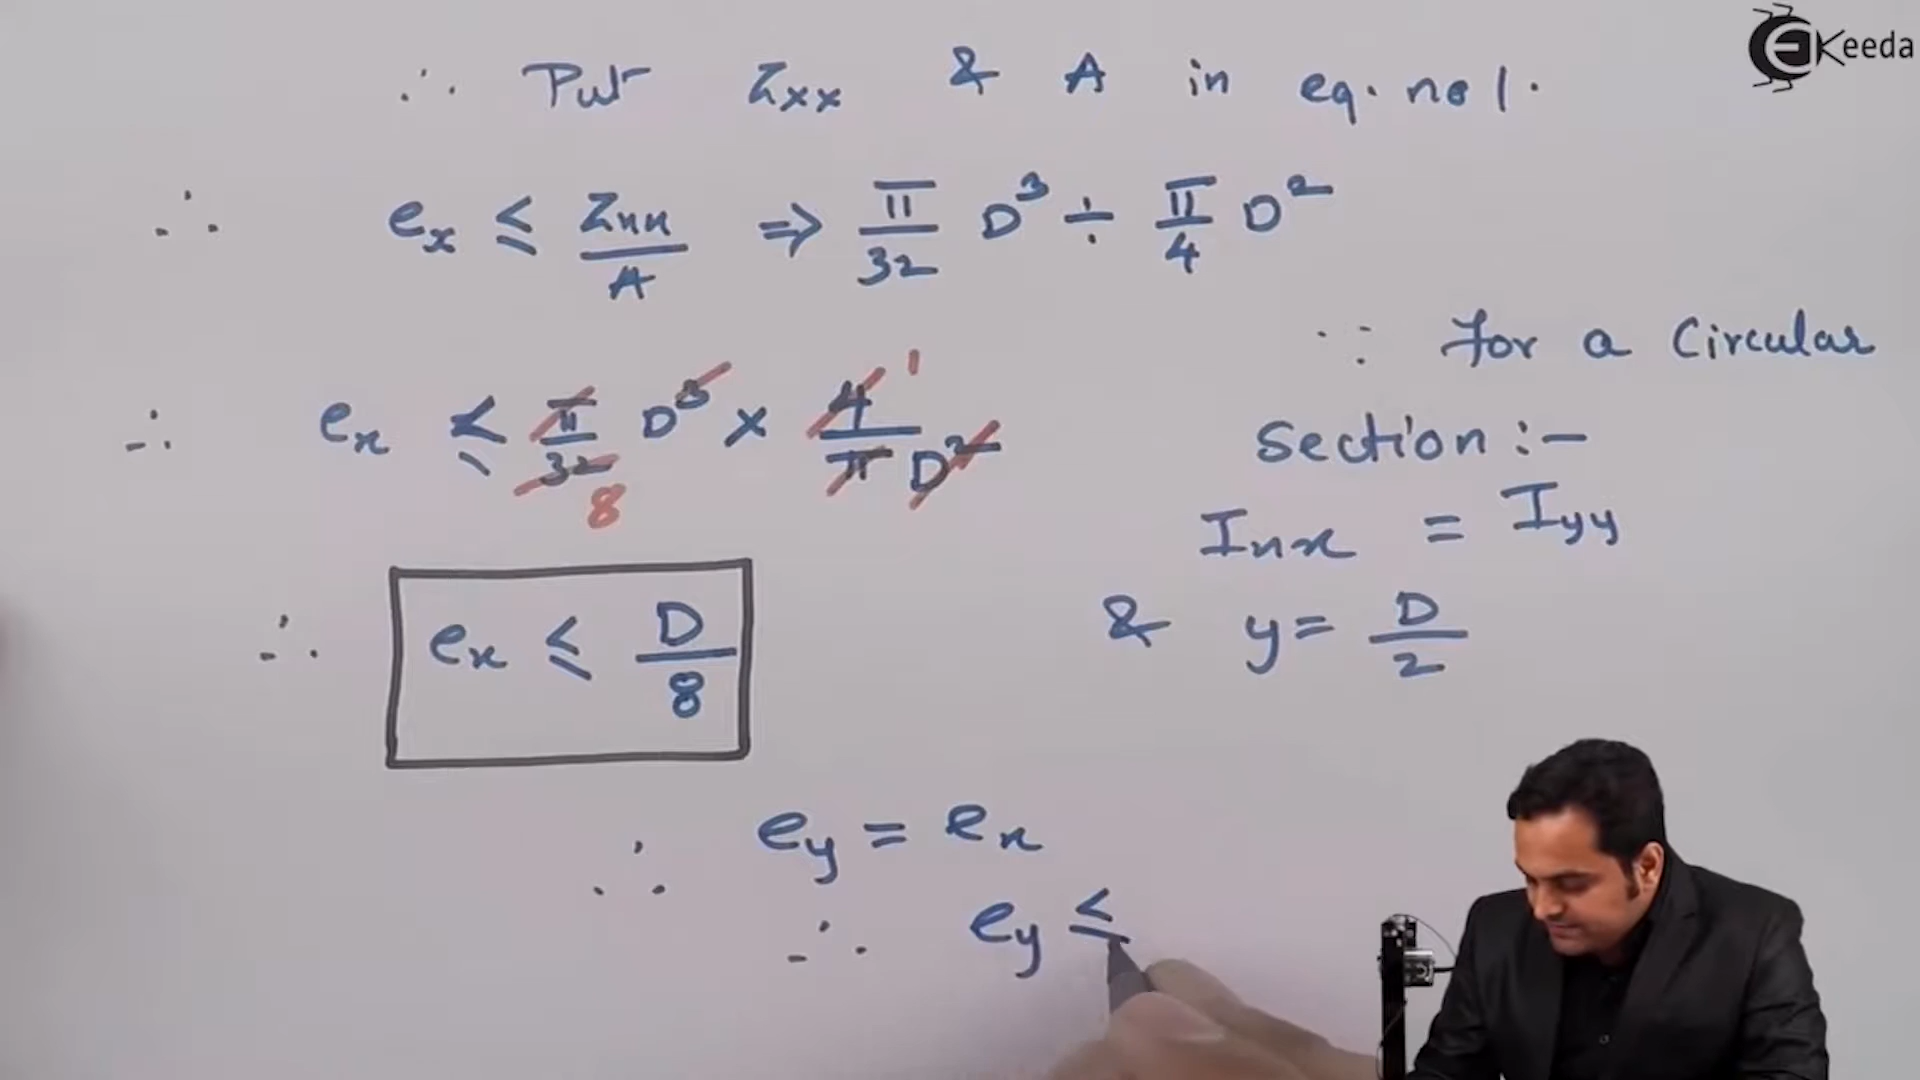 eKeeda
∴ Put Zxx & A in eq. no 1.
∴ ex ≤ Zxx/A ⇒ π/32 D³ ÷ π/4 D²
∵ for a Circular
∴ ex ≤ π/32 D³ × 4/π D² 1
8
section :-
Ixx = Iyy
∴ ex ≤ D/8
& y = D/2
∴ ey = ex
∴ ey ≤